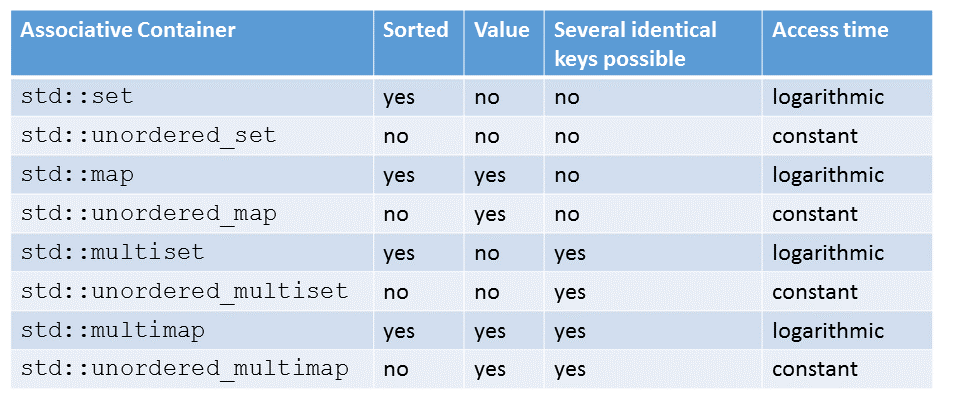 Associative Container Sorted Value Several identical keys possible Access time
std::set yes no no logarithmic
std::unordered_set no no no constant
std::map yes yes no logarithmic
std::unordered_map no yes no constant
std::multiset yes no yes logarithmic
std::unordered_multiset no no yes constant
std::multimap yes yes yes logarithmic
std::unordered_multimap no yes yes constant